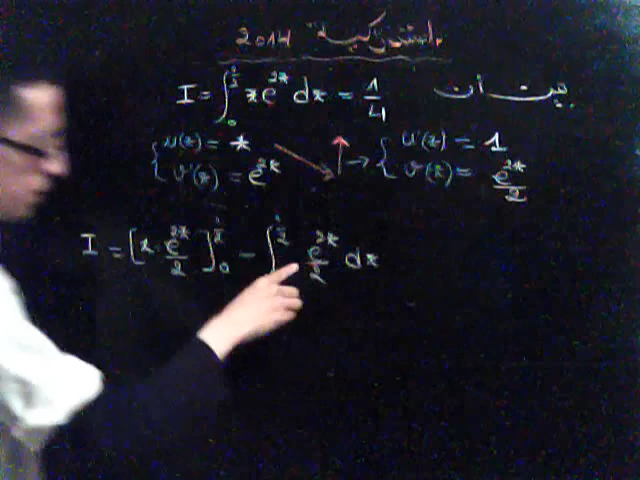 الاستدراكية 2014
I = ∫₀^{1/2} x e^{2x} dx = 1/4 بين أن
{ u(x) = x → { u'(x) = 1
{ v'(x) = e^{2x} v(x) = e^{2x}/2
I = [x · e^{2x}/2]₀^{1/2} - ∫^{1/2} e^{2x}/2 dx